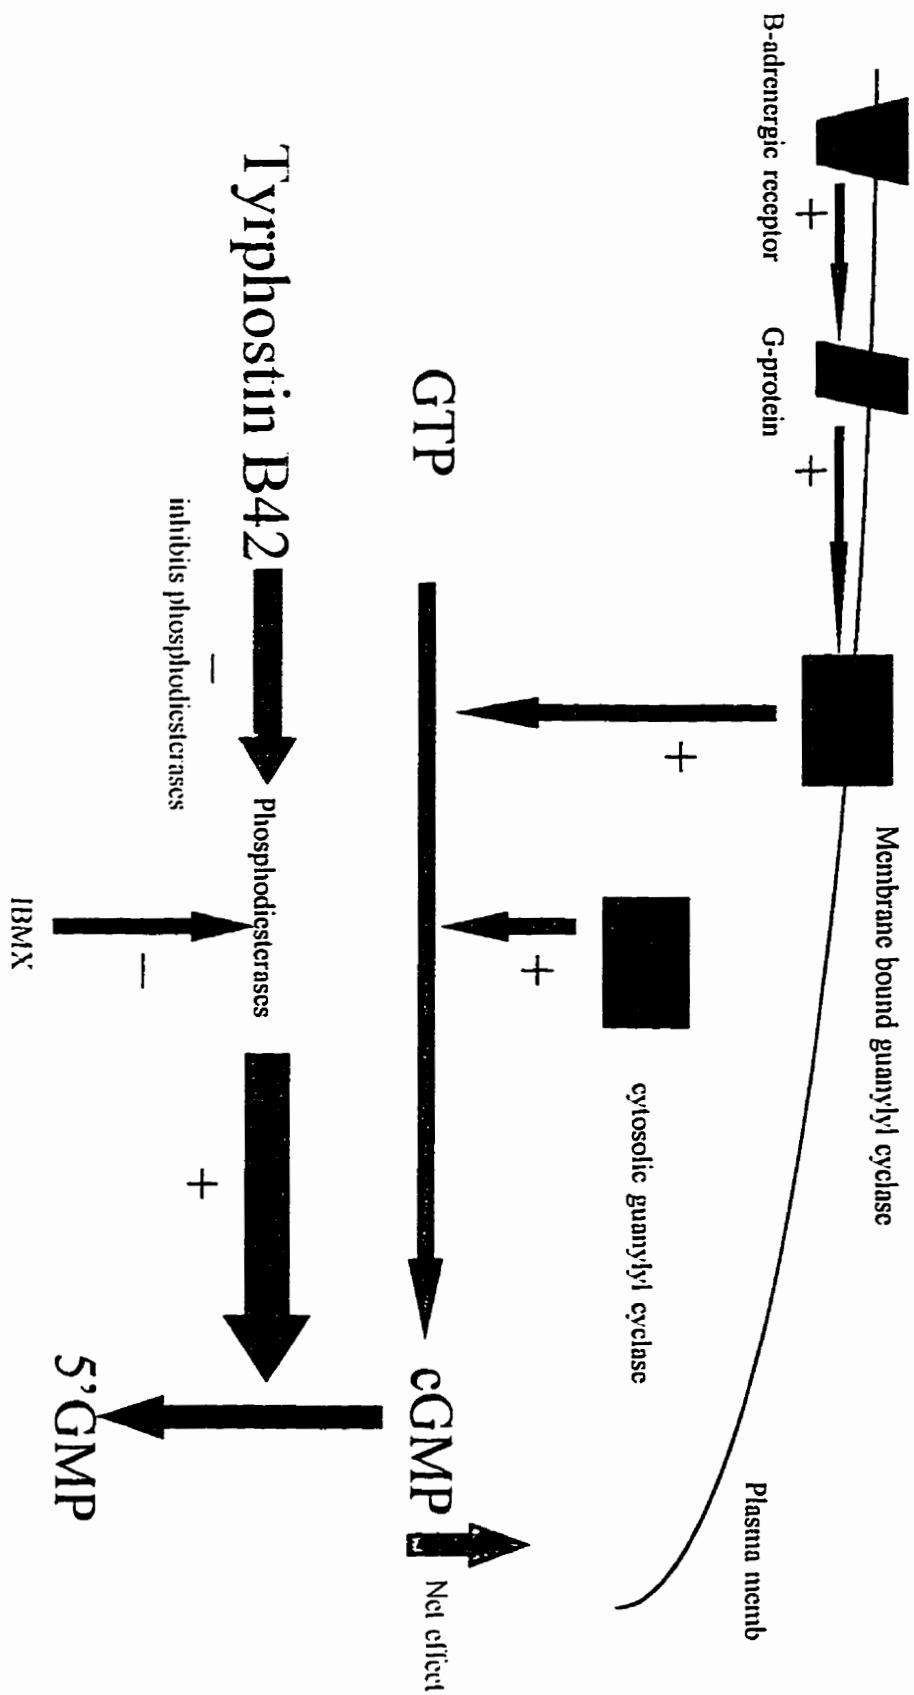 B-adrenergic receptor
+
G-protein
+
Membrane bound guanylyl cyclase
+
cytosolic guanylyl cyclase
+
Plasma memb
GTP
cGMP
Net effect
Tyrphostin B42
–
inhibits phosphodiesterases
Phosphodiesterases
+
–
IBMX
5'GMP